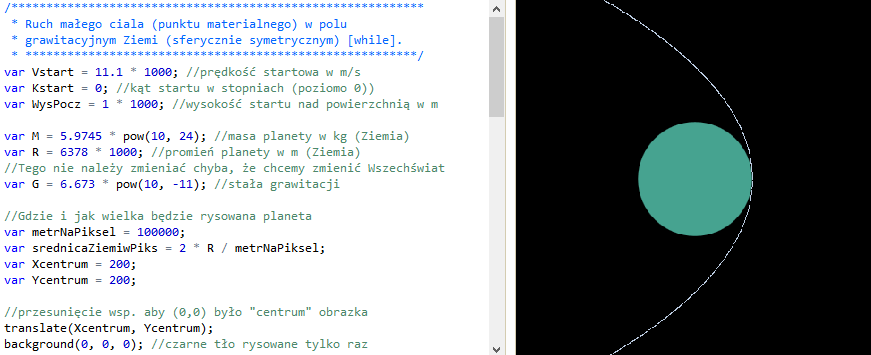 /********************************************************
* Ruch małego ciala (punktu materialnego) w polu
* grawitacyjnym Ziemi (sferycznie symetrycznym) [while].
* *****************************************************/
var Vstart = 11.1 * 1000; //prędkość startowa w m/s
var Kstart = 0; //kąt startu w stopniach (poziomo 0))
var WysPocz = 1 * 1000; //wysokość startu nad powierzchnią w m
var M = 5.9745 * pow(10, 24); //masa planety w kg (Ziemia)
var R = 6378 * 1000; //promień planety w m (Ziemia)
//Tego nie należy zmieniać chyba, że chcemy zmienić Wszechświat
var G = 6.673 * pow(10, -11); //stała grawitacji
//Gdzie i jak wielka będzie rysowana planeta
var metrNaPiksel = 100000;
var srednicaZiemiwPiks = 2 * R / metrNaPiksel;
var Xcentrum = 200;
var Ycentrum = 200;
//przesunięcie wsp. aby (0,0) było "centrum" obrazka
translate(Xcentrum, Ycentrum);
background(0, 0, 0); //czarne tło rysowane tylko raz